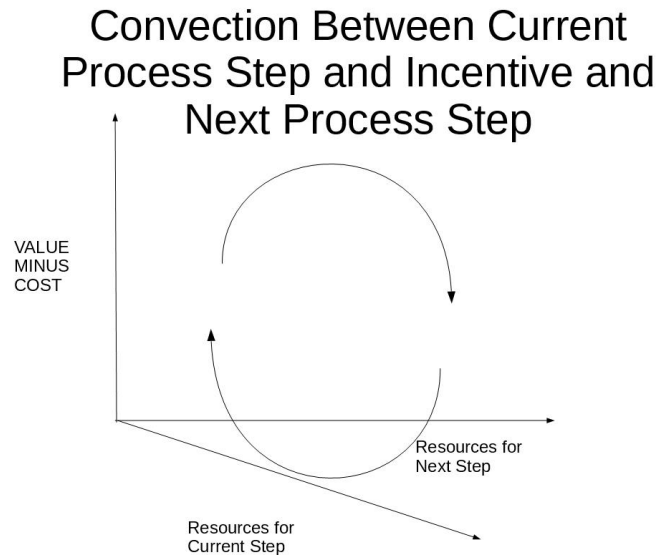 Convection Between Current
Process Step and Incentive and
Next Process Step
VALUE
MINUS
COST
Resources for
Next Step
Resources for
Current Step